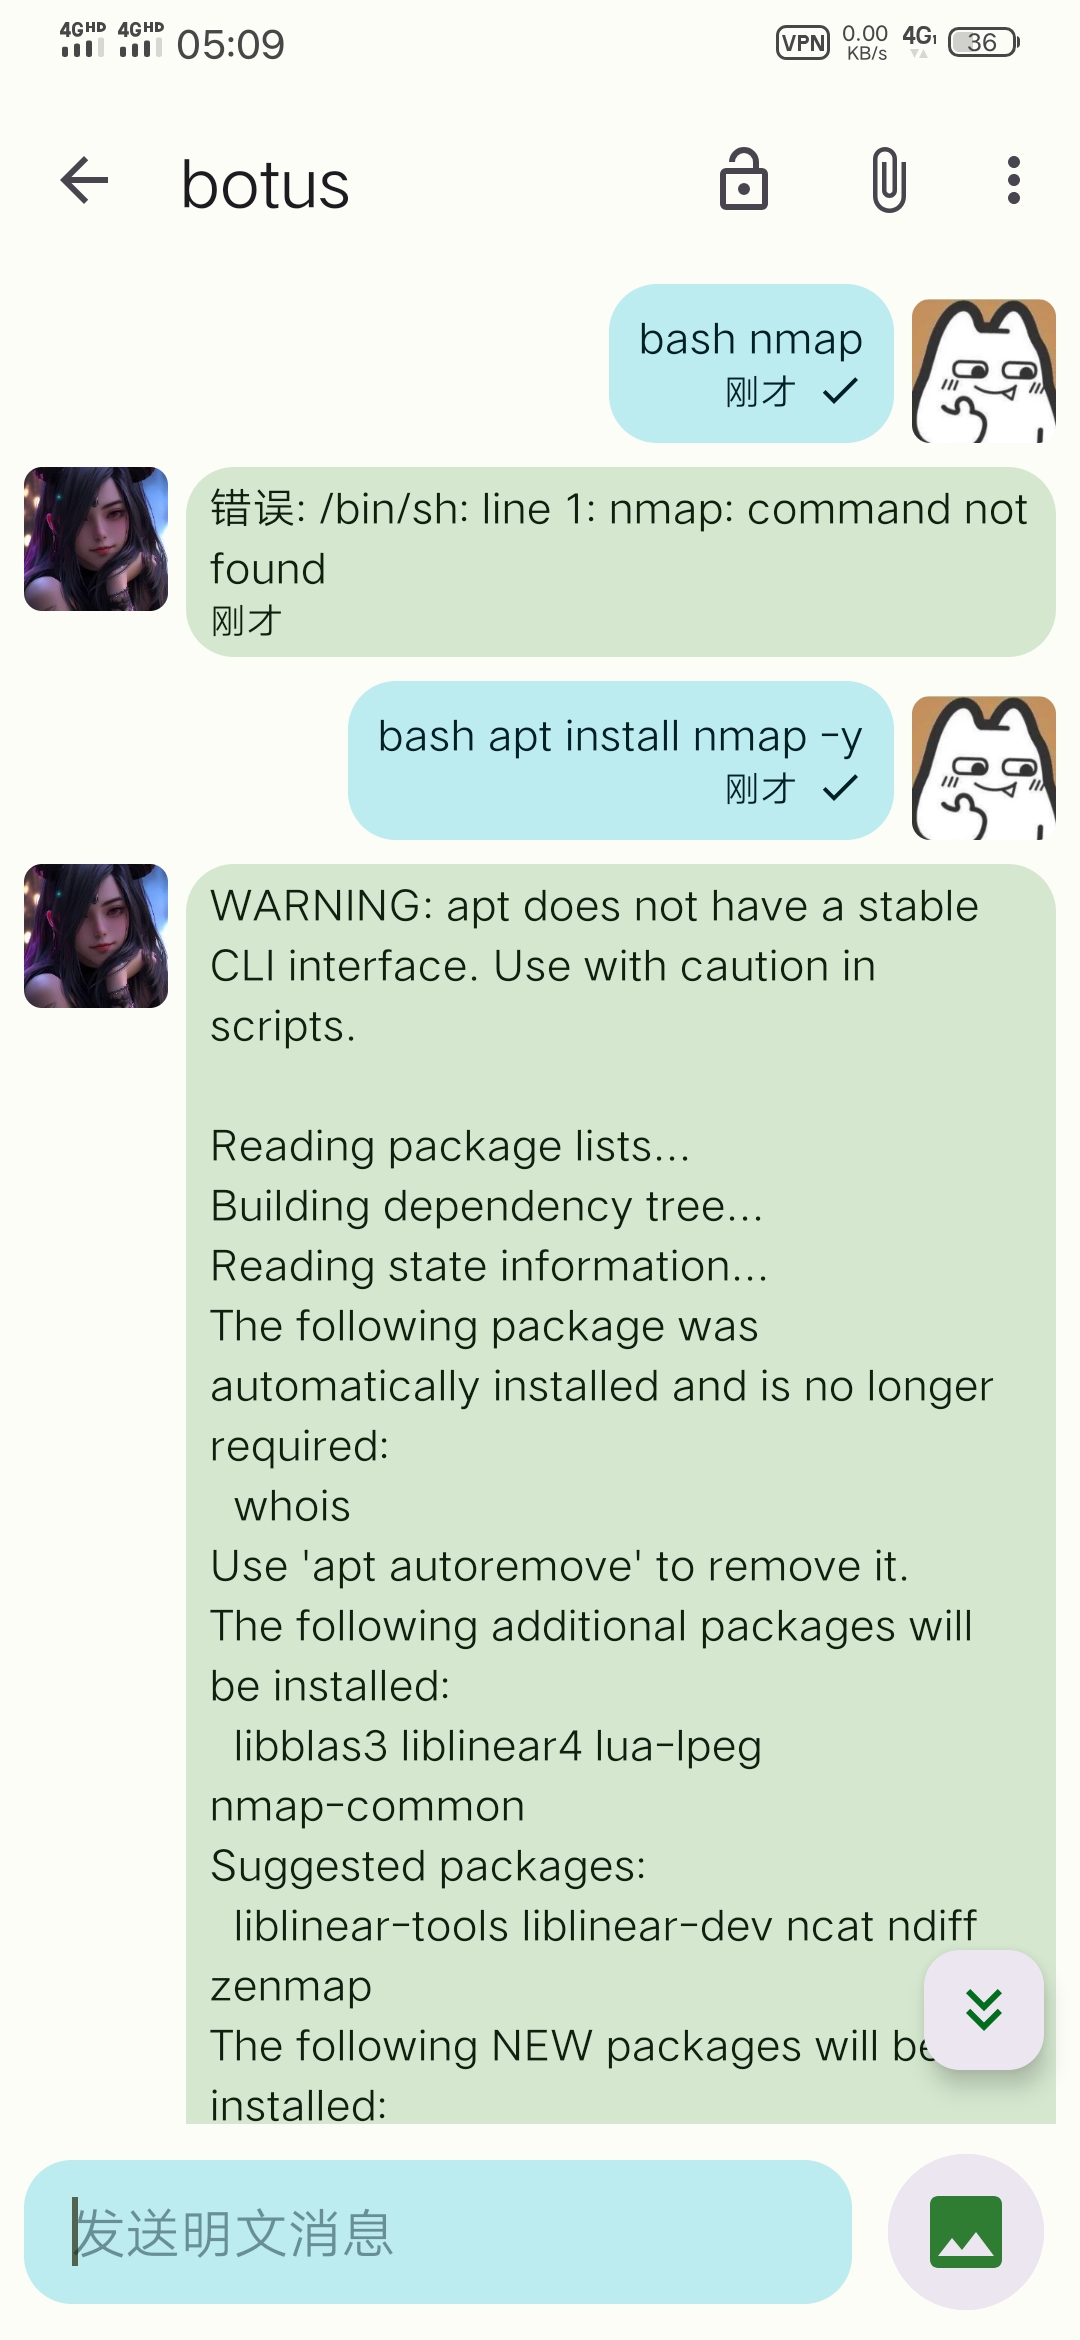 4GHD 4GHD 05:09 VPN 0.00 KB/s 4G 36
botus
bash nmap
刚才
错误: /bin/sh: line 1: nmap: command not
found
刚才
bash apt install nmap -y
刚才
WARNING: apt does not have a stable
CLI interface. Use with caution in
scripts.
Reading package lists...
Building dependency tree...
Reading state information...
The following package was
automatically installed and is no longer
required:
whois
Use 'apt autoremove' to remove it.
The following additional packages will
be installed:
libblas3 liblinear4 lua-lpeg
nmap-common
Suggested packages:
liblinear-tools liblinear-dev ncat ndiff
zenmap
The following NEW packages will be
installed:
发送明文消息